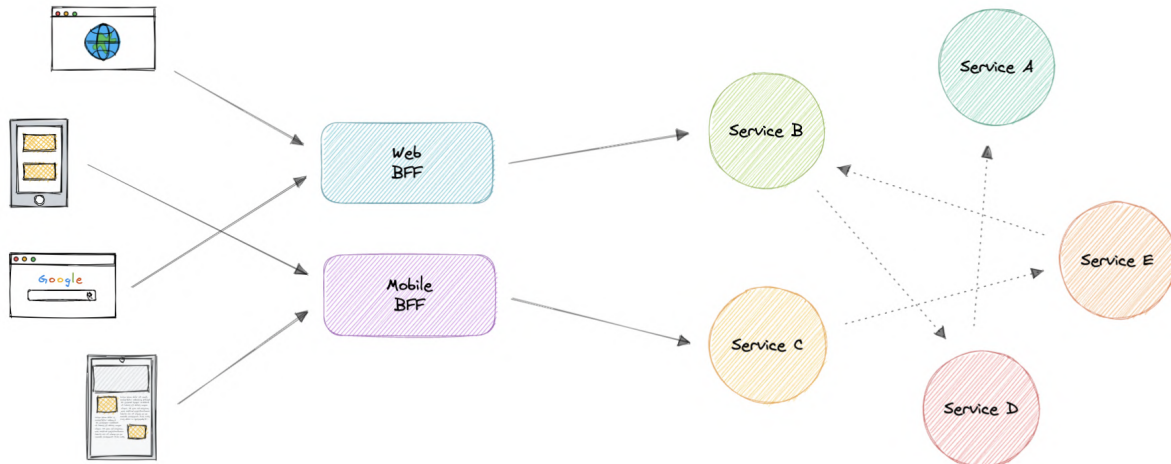 Service A
Service B
Web
BFF
Service E
Google
Mobile
BFF
Service C
Service D